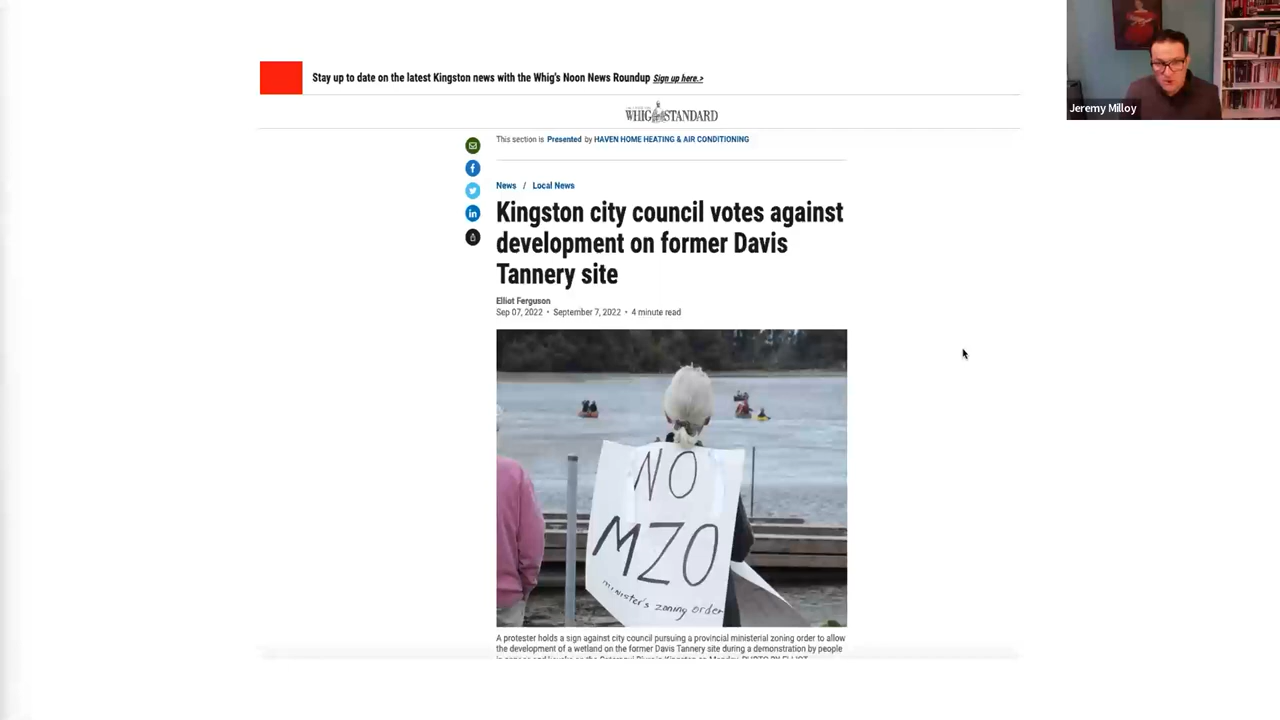 Jeremy Milloy
Stay up to date on the latest Kingston news with the Whig's Noon News Roundup Sign up here.>
WHIG STANDARD
This section is Presented by HAVEN HOME HEATING & AIR CONDITIONING
News / Local News
Kingston city council votes against
development on former Davis
Tannery site
Elliot Ferguson
Sep 07, 2022 • September 7, 2022 • 4 minute read
NO
MZO
minister's zoning order
A protester holds a sign against city council pursuing a provincial ministerial zoning order to allow
the development of a wetland on the former Davis Tannery site during a demonstration by people